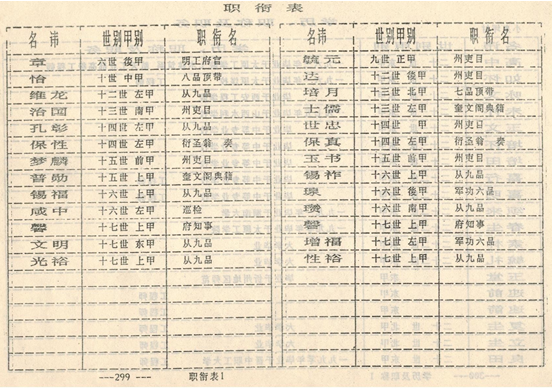 职衔表
名讳 世别甲别 职衔名 名讳 世别甲别 职衔名
章 六世 後甲 明工府官 毓元 九世 正甲 州吏目
怡 十世 中甲 八品顶带 达 十二世 後甲 州吏目
维龙 十二世 左甲 从九品 培月 十三世 北甲 七品顶带
治国 十三世 南甲 州吏目 士儒 十三世 左甲 奎文阁典籍
孔彰 十四世 左甲 从九品 世忠 十四世 甲 州吏目
保性 十四世 左甲 衍圣翁 奏 保真 十四世 左甲 衍圣翁 奏
梦麟 十五世 前甲 州吏目 玉书 十五世 前甲 州吏目
普勋 十五世 上甲 奎文阁典籍 锡祚 十六世 上甲 从九品
锡福 十六世 上甲 从九品 十六世 後甲 军功六品
咸中 十六世 左甲 巡检 十六世 南甲 从九品
十七世 上甲 府知事 十七世 上甲 府知事
文明 十七世 东甲 从九品 增福 十七世 左甲 军功六品
光裕 十七世 上甲 从九品 性裕 十七世 上甲 从九品
---299--- 职衔表1